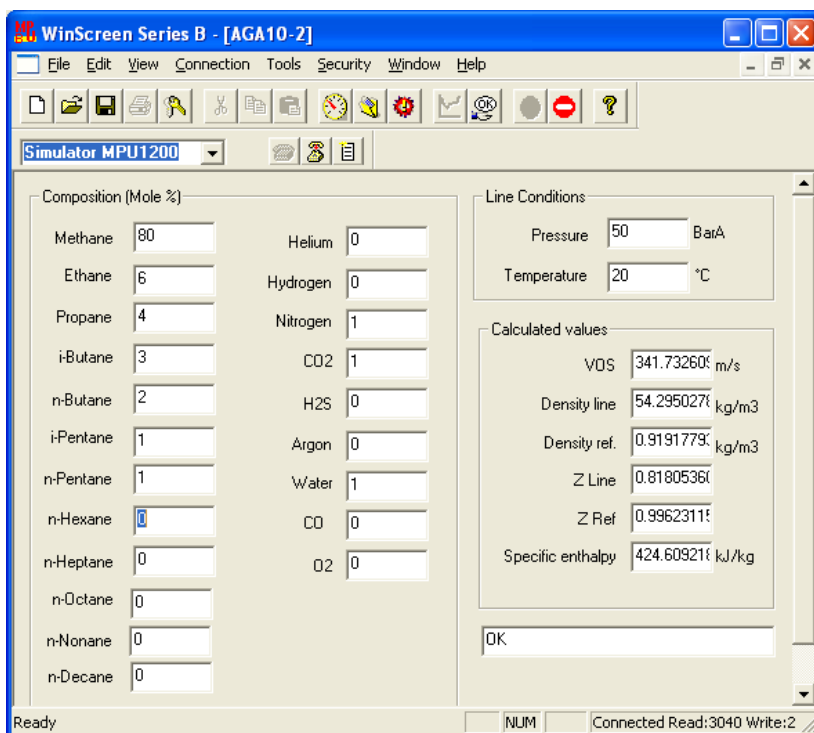 WinScreen Series B - [AGA10-2]
File Edit View Connection Tools Security Window Help
OK
Simulator MPU1200
Composition (Mole %)
Methane 80
Ethane 6
Propane 4
i-Butane 3
n-Butane 2
i-Pentane 1
n-Pentane 1
n-Hexane 0
n-Heptane 0
n-Octane 0
n-Nonane 0
n-Decane 0
Helium 0
Hydrogen 0
Nitrogen 1
CO2 1
H2S 0
Argon 0
Water 1
CO 0
O2 0
Line Conditions
Pressure 50 BarA
Temperature 20 °C
Calculated values
VOS 341.732609 m/s
Density line 54.2950278 kg/m3
Density ref. 0.9191779 kg/m3
Z Line 0.8180536 
Z Ref 0.9962311
Specific enthalpy 424.609218 kJ/kg
OK
Ready NUM Connected Read:3040 Write:2